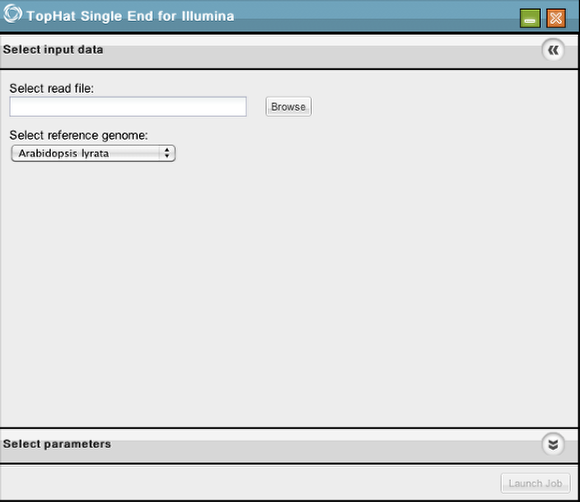 TopHat Single End for Illumina
Select input data
Select read file:
Browse
Select reference genome:
Arabidopsis lyrata
Select parameters
Launch Job